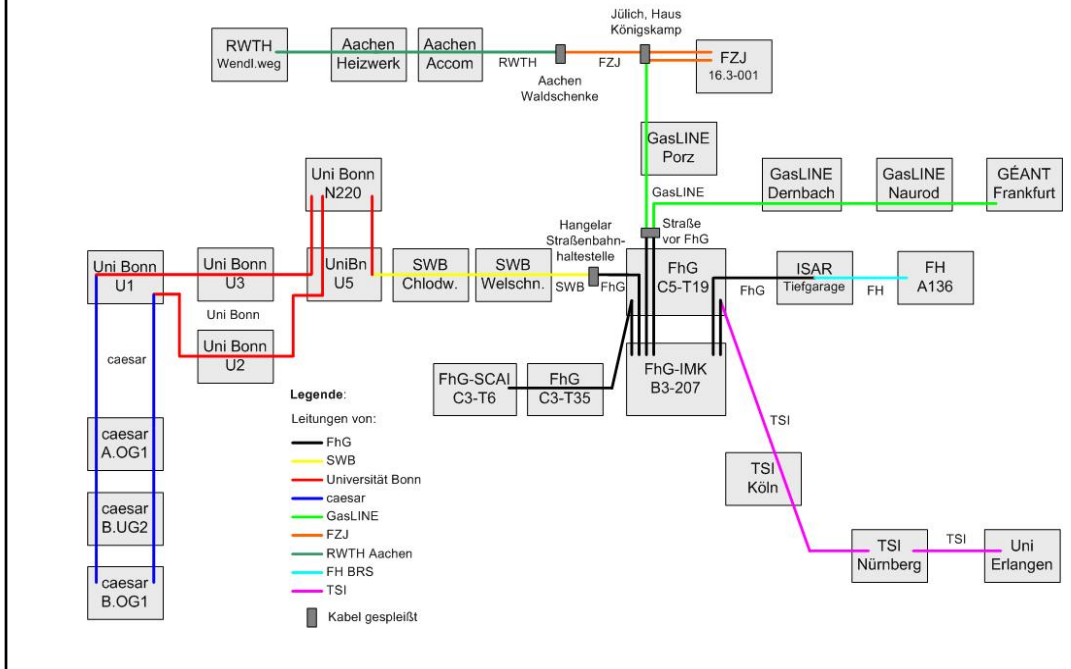 Jülich, Haus
Königskamp
RWTH
Wendl.weg
Aachen
Heizwerk
Aachen
Accom
RWTH
FZJ
FZJ
16.3-001
Aachen
Waldschenke
GasLINE
Porz
GasLINE
GasLINE
Dernbach
GasLINE
Naurod
GÉANT
Frankfurt
Uni Bonn
N220
Hangelar
Straßenbahn-
haltestelle
Straße
vor FhG
Uni Bonn
U1
Uni Bonn
U3
UniBn
U5
SWB
Chlodw.
SWB
Welschn.
SWB
FhG
FhG
C5-T19
FhG
ISAR
Tiefgarage
FH
FH
A136
Uni Bonn
Uni Bonn
U2
caesar
FhG-SCAI
C3-T6
FhG
C3-T35
FhG-IMK
B3-207
caesar
A.OG1
caesar
B.UG2
caesar
B.OG1
Legende:
Leitungen von:
FhG
SWB
Universität Bonn
caesar
GasLINE
FZJ
RWTH Aachen
FH BRS
TSI
Kabel gespleißt
TSI
TSI
Köln
TSI
Nürnberg
TSI
Uni
Erlangen